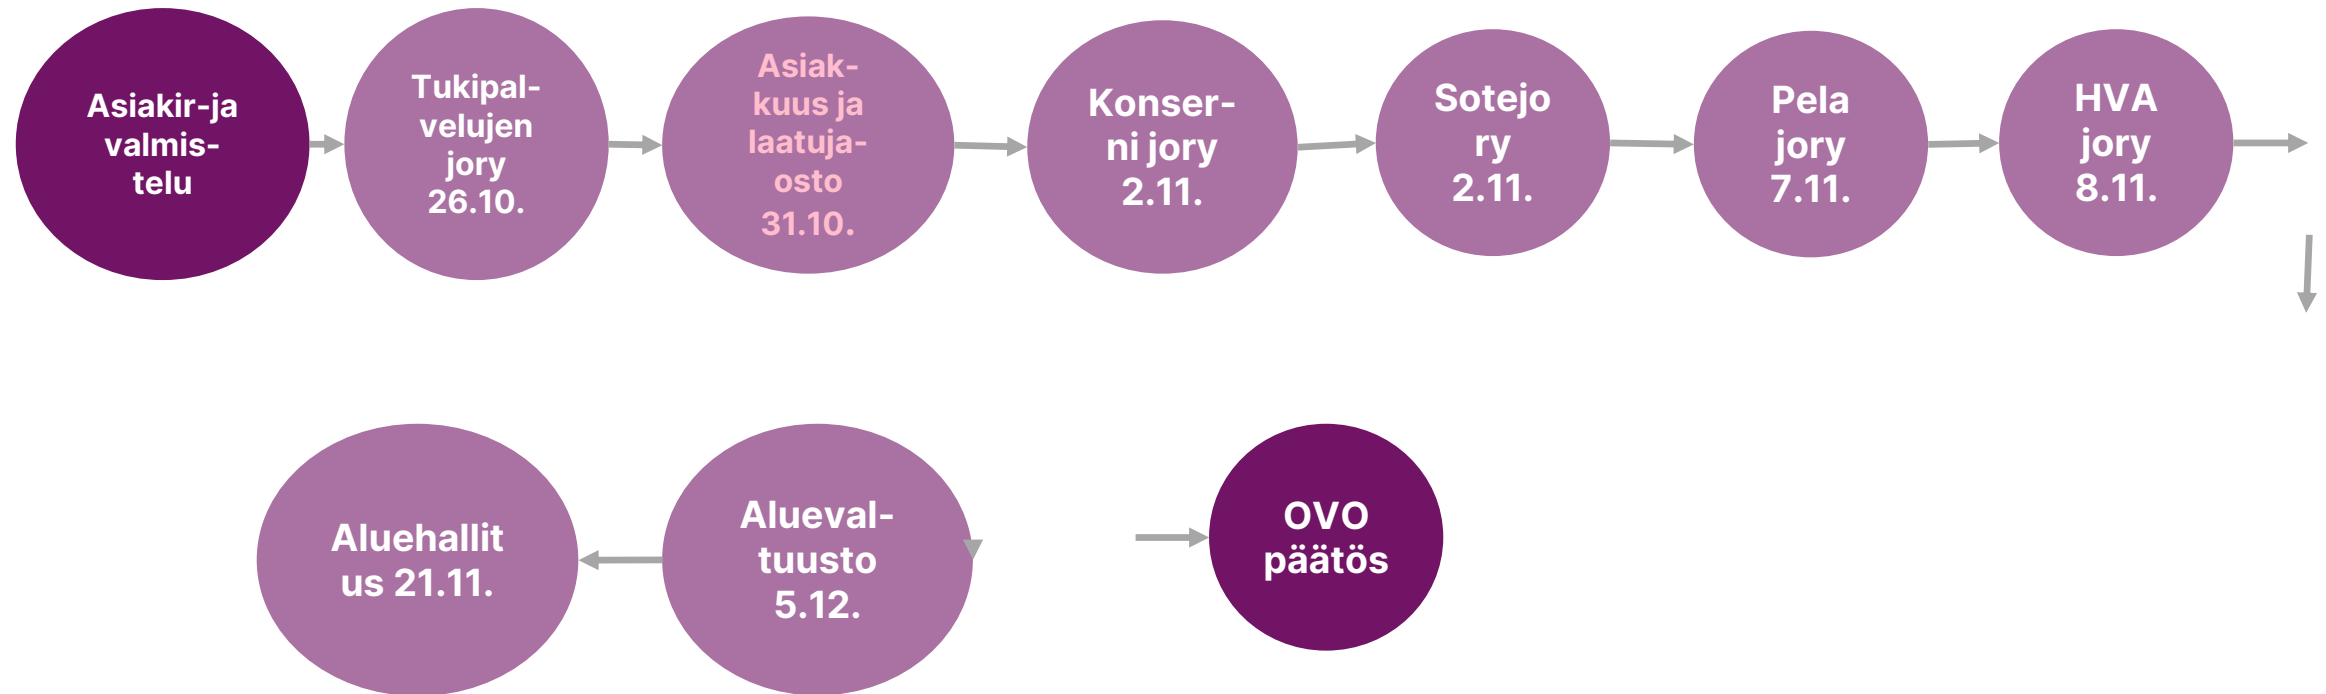 Asiakir-ja
valmis-
telu
Tukipal-
velujen
jory
26.10.
Asiak-
kuus ja
laatuja-
osto
31.10.
Konser-
ni jory
2.11.
Sotejo
ry
2.11.
Pela
jory
7.11.
HVA
jory
8.11.
Aluehallit
us 21.11.
Alueval-
tuusto
5.12.
OVO
päätös